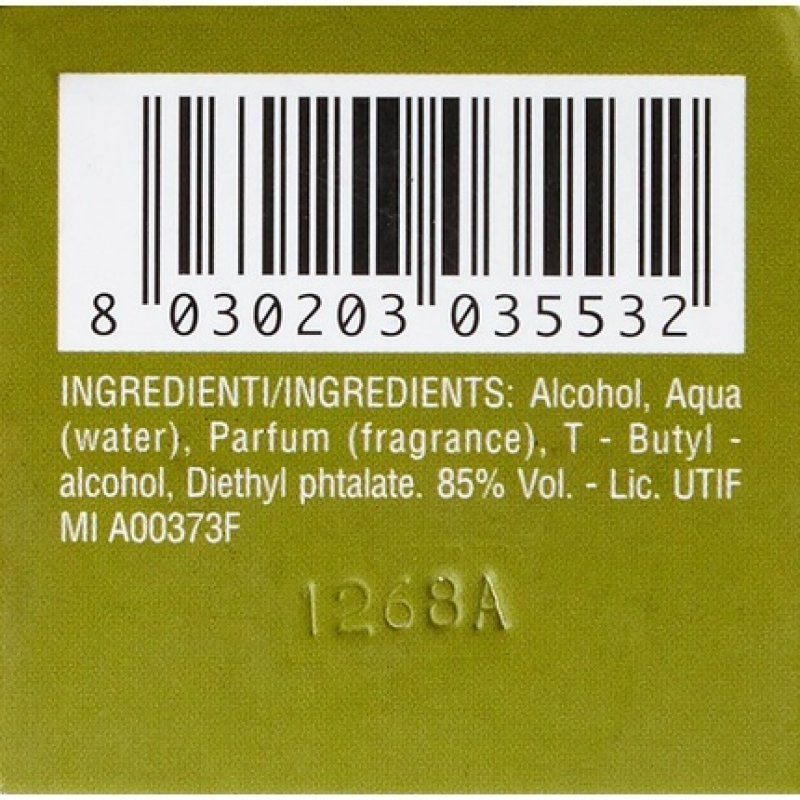 8 030203 035532
INGREDIENTI/INGREDIENTS: Alcohol, Aqua
(water), Parfum (fragrance), T - Butyl -
alcohol, Diethyl phtalate. 85% Vol. - Lic. UTIF
MI A00373F
1268A